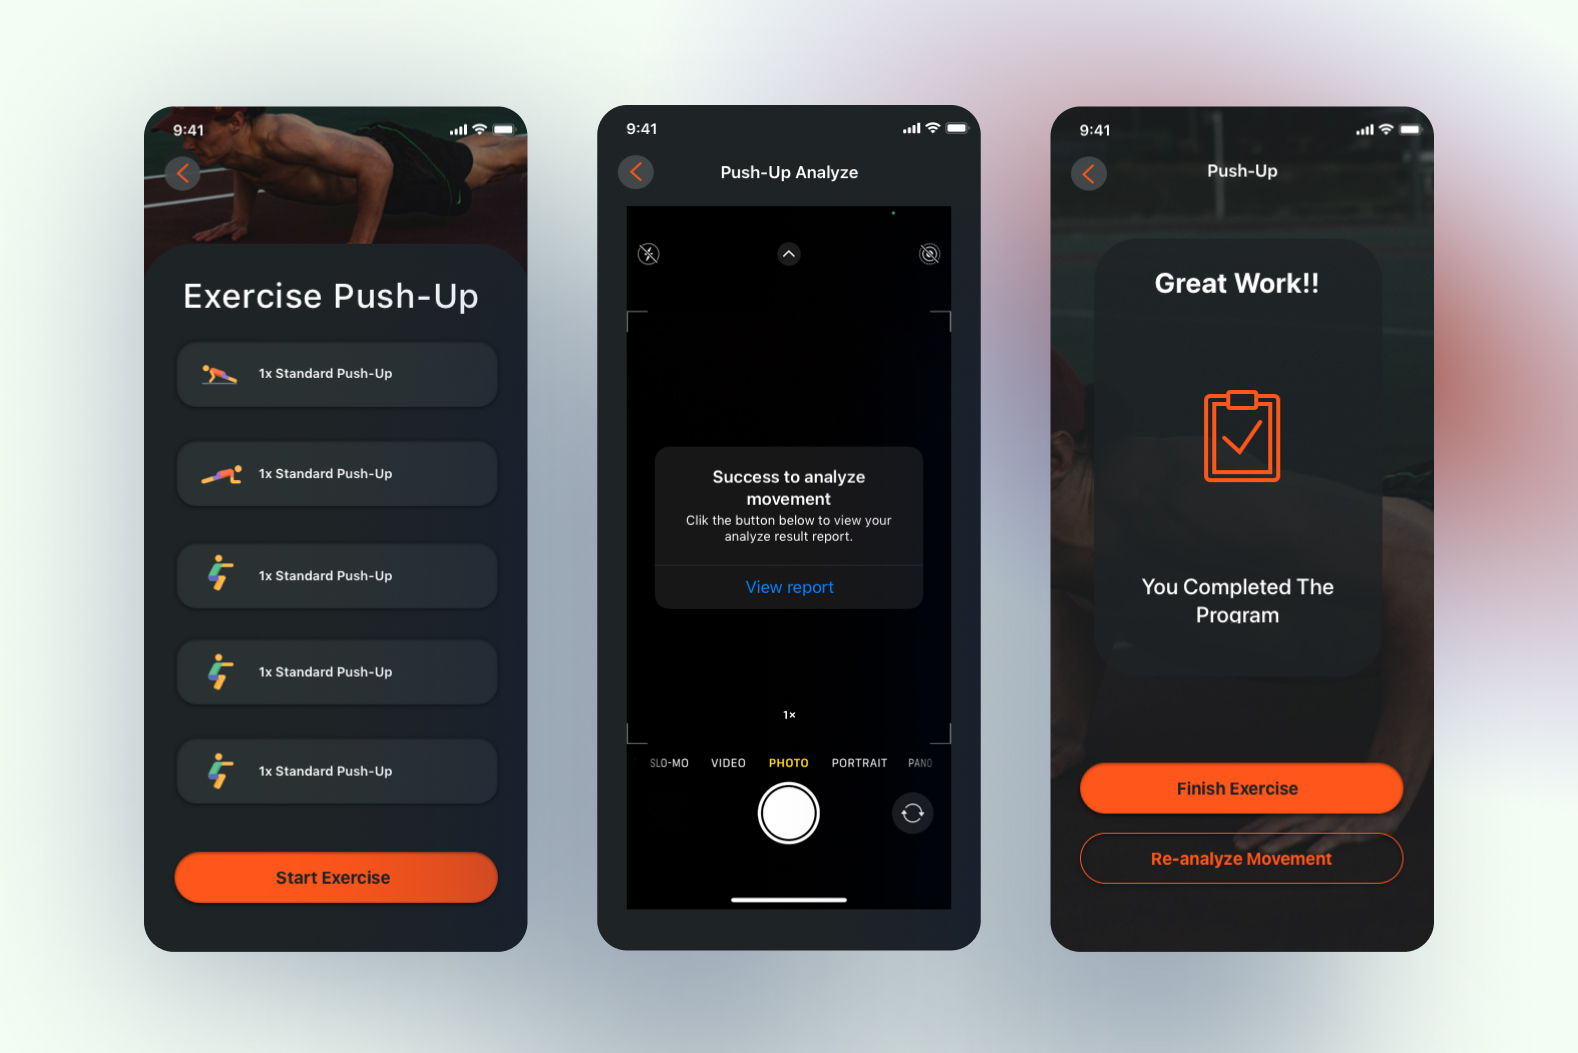 9:41
Exercise Push-Up
1x Standard Push-Up
1x Standard Push-Up
1x Standard Push-Up
1x Standard Push-Up
1x Standard Push-Up
Start Exercise
9:41
Push-Up Analyze
Success to analyze
movement
Clik the button below to view your
analyze result report.
View report
1×
SLO-MO VIDEO PHOTO PORTRAIT PANO
9:41
Push-Up
Great Work!!
You Completed The
Program
Finish Exercise
Re-analyze Movement